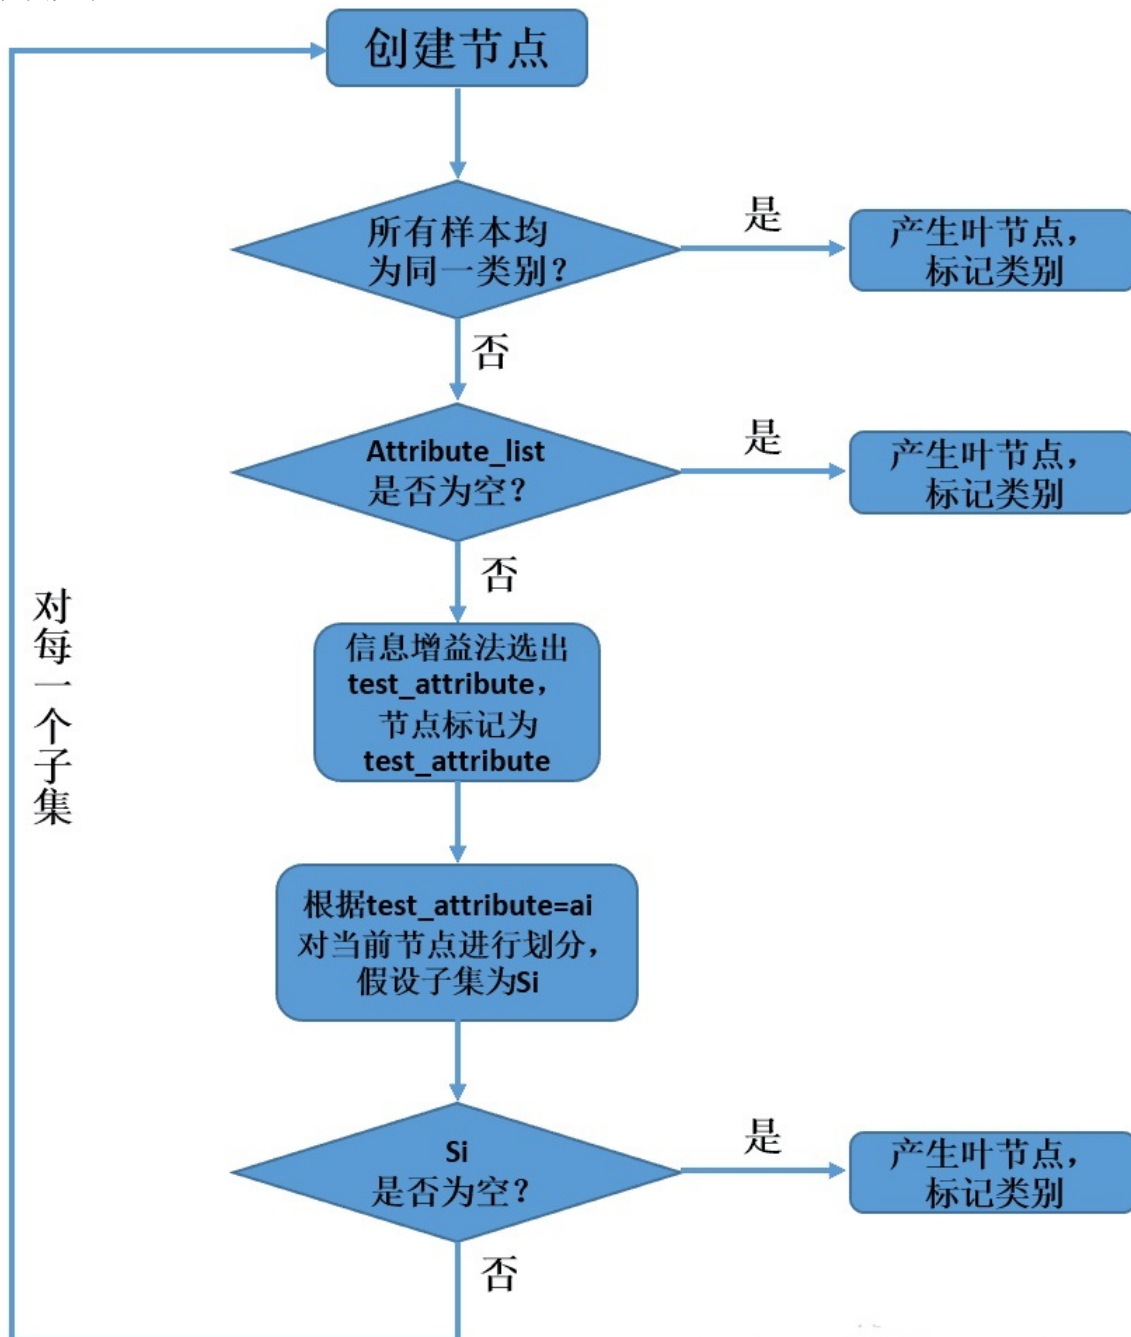 创建节点
所有样本均
为同一类别?
是
产生叶节点,
标记类别
否
Attribute_list
是否为空?
是
产生叶节点,
标记类别
否
信息增益法选出
test_attribute,
节点标记为
test_attribute
根据test_attribute=ai
对当前节点进行划分,
假设子集为Si
Si
是否为空?
是
产生叶节点,
标记类别
否
对每一个子集